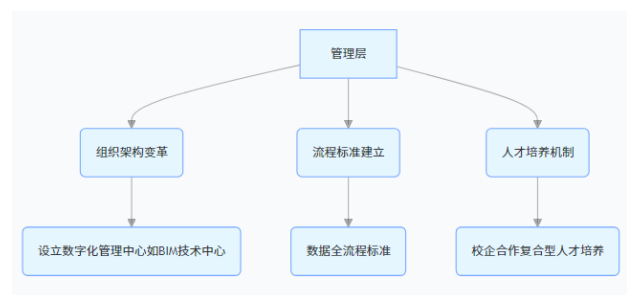 管理层
组织架构变革
流程标准建立
人才培养机制
设立数字化管理中心如BIM技术中心
数据全流程标准
校企合作复合型人才培养